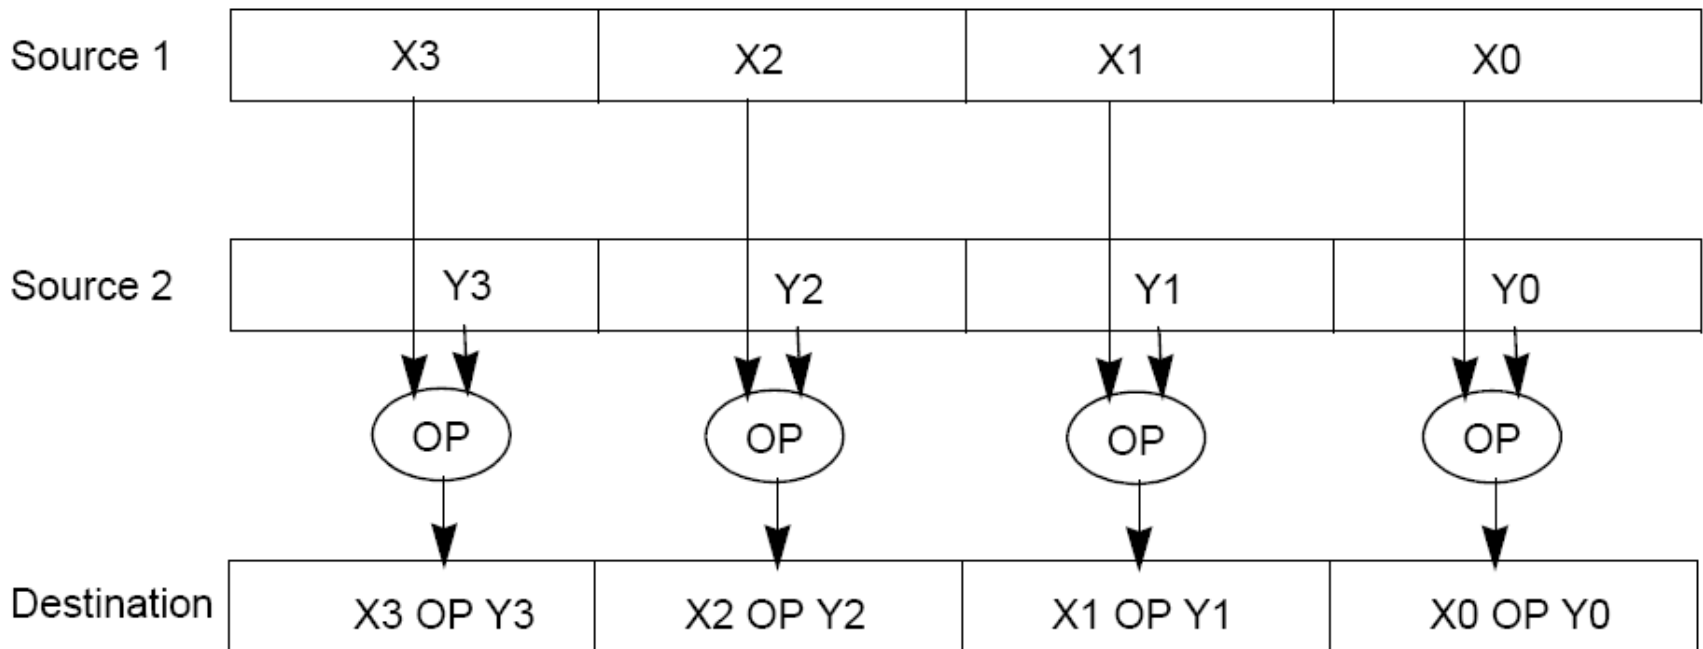 Source 1 X3 X2 X1 X0
Source 2 Y3 Y2 Y1 Y0
OP OP OP OP
Destination X3 OP Y3 X2 OP Y2 X1 OP Y1 X0 OP Y0